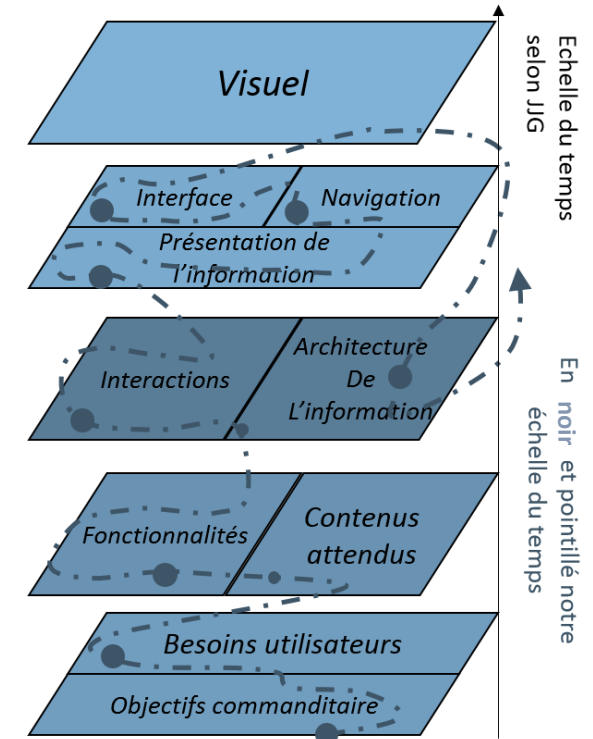 Visuel
Interface
Navigation
Présentation de
l'information
Interactions
Architecture
De
L'information
Fonctionnalités
Contenus
attendus
Besoins utilisateurs
Objectifs commanditaire
Echelle du temps
selon JJG
En noir et pointillé notre
échelle du temps